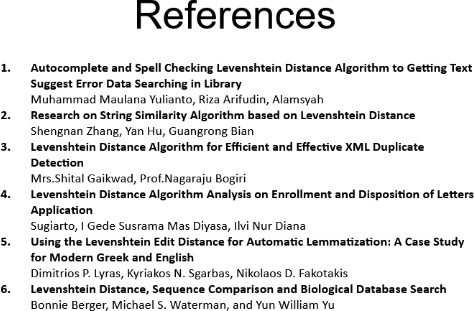 References
1. Autocomplete and Spell Checking Levenshtein Distance Algorithm to Getting Text
Suggest Error Data Searching in Library
Muhammad Maulana Yulianto, Riza Arifudin, Alamsyah
2. Research on String Similarity Algorithm based on Levenshtein Distance
Shengnan Zhang, Yan Hu, Guangrong Bian
3. Levenshtein Distance Algorithm for Efficient and Effective XML Duplicate
Detection
Mrs.Shital Gaikwad, Prof.Nagaraju Bogiri
4. Levenshtein Distance Algorithm Analysis on Enrollment and Disposition of Letters
Application
Sugiarto, I Gede Susrama Mas Diyasa, Ilvi Nur Diana
5. Using the Levenshtein Edit Distance for Automatic Lemmatization: A Case Study
for Modern Greek and English
Dimitrios P. Lyras, Kyriakos N. Sgarbas, Nikolaos D. Fakotakis
6. Levenshtein Distance, Sequence Comparison and Biological Database Search
Bonnie Berger, Michael S. Waterman, and Yun William Yu